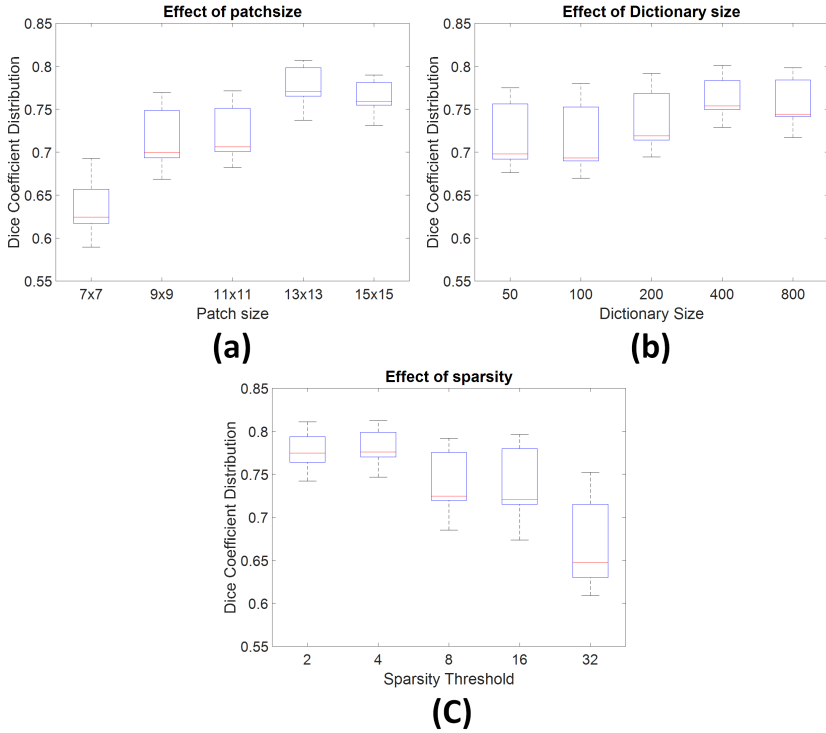 Effect of patchsize
Dice Coefficient Distribution
0.85
0.8
0.75
0.7
0.65
0.6
0.55
7x7 9x9 11x11 13x13 15x15
Patch size
(a)
Effect of Dictionary size
Dice Coefficient Distribution
0.85
0.8
0.75
0.7
0.65
0.6
0.55
50 100 200 400 800
Dictionary Size
(b)
Effect of sparsity
Dice Coefficient Distribution
0.85
0.8
0.75
0.7
0.65
0.6
0.55
2 4 8 16 32
Sparsity Threshold
(C)